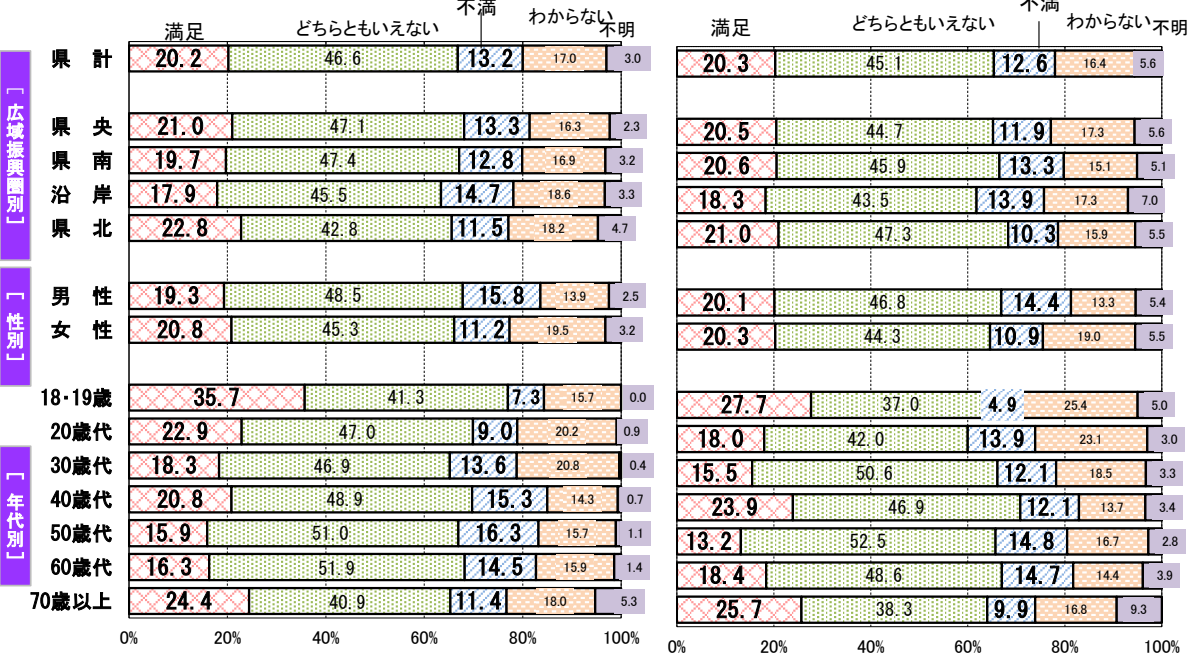 満足 どちらともいえない 不満 わからない 不明 満足 どちらともいえない 不満 わからない 不明
[ 広域振興圏別 ]
県 計 20.2 46.6 13.2 17.0 3.0 20.3 45.1 12.6 16.4 5.6
県 央 21.0 47.1 13.3 16.3 2.3 20.5 44.7 11.9 17.3 5.6
県 南 19.7 47.4 12.8 16.9 3.2 20.6 45.9 13.3 15.1 5.1
沿 岸 17.9 45.5 14.7 18.6 3.3 18.3 43.5 13.9 17.3 7.0
県 北 22.8 42.8 11.5 18.2 4.7 21.0 47.3 10.3 15.9 5.5
[ 性別 ]
男 性 19.3 48.5 15.8 13.9 2.5 20.1 46.8 14.4 13.3 5.4
女 性 20.8 45.3 11.2 19.5 3.2 20.3 44.3 10.9 19.0 5.5
[ 年代別 ]
18・19歳 35.7 41.3 7.3 15.7 0.0 27.7 37.0 4.9 25.4 5.0
20歳代 22.9 47.0 9.0 20.2 0.9 18.0 42.0 13.9 23.1 3.0
30歳代 18.3 46.9 13.6 20.8 0.4 15.5 50.6 12.1 18.5 3.3
40歳代 20.8 48.9 15.3 14.3 0.7 23.9 46.9 12.1 13.7 3.4
50歳代 15.9 51.0 16.3 15.7 1.1 13.2 52.5 14.8 16.7 2.8
60歳代 16.3 51.9 14.5 15.9 1.4 18.4 48.6 14.7 14.4 3.9
70歳以上 24.4 40.9 11.4 18.0 5.3 25.7 38.3 9.9 16.8 9.3
0% 20% 40% 60% 80% 100% 0% 20% 40% 60% 80% 100%